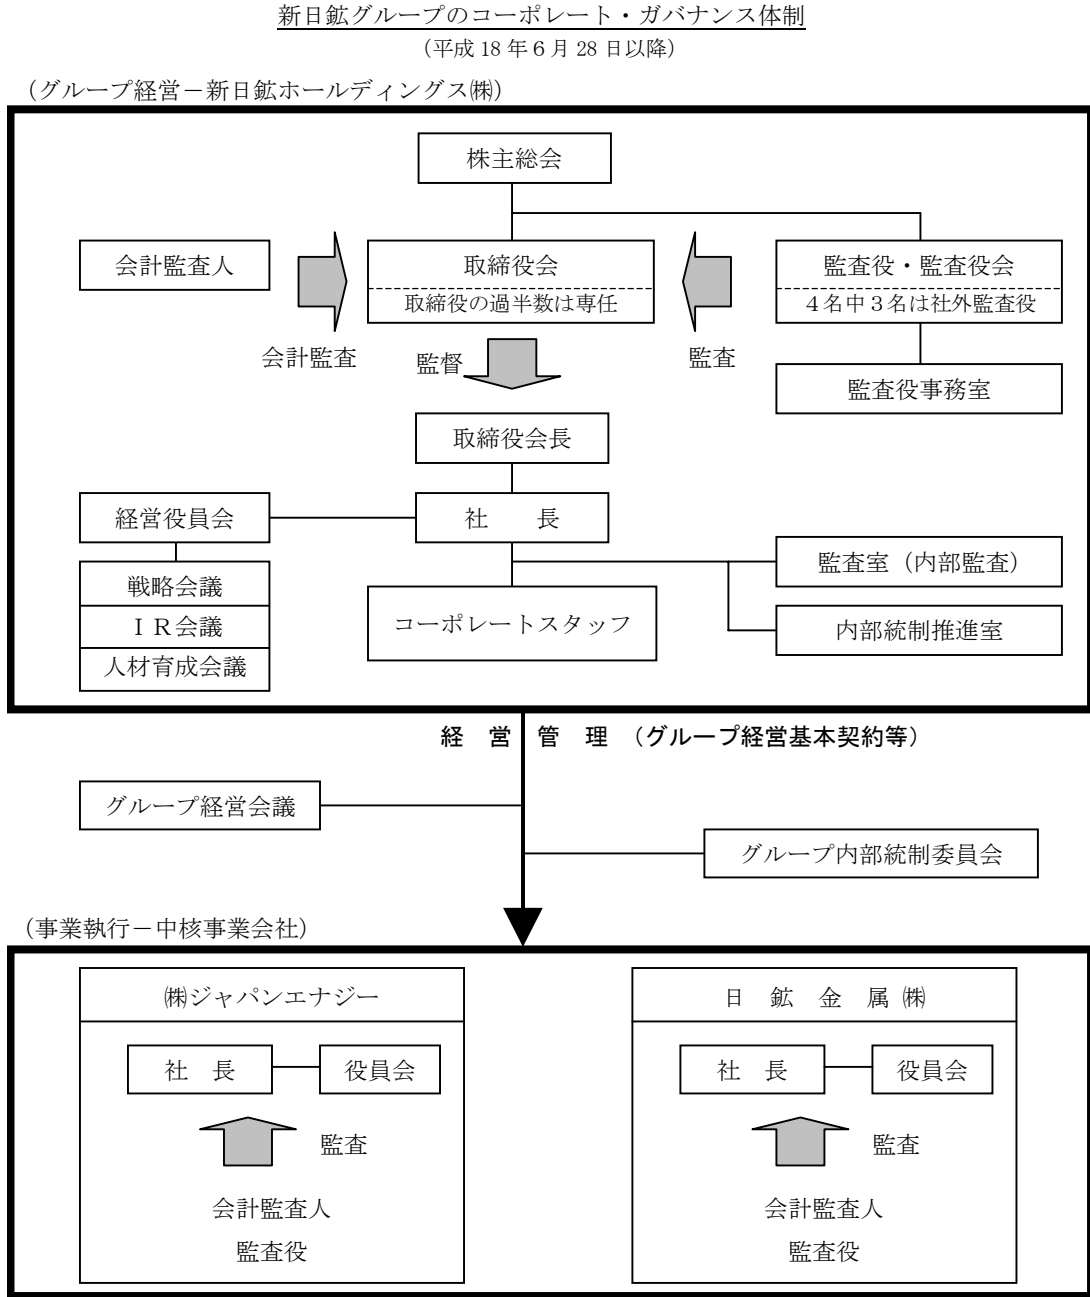 新日鉱グループのコーポレート・ガバナンス体制
（平成 18 年６月 28 日以降）
（グループ経営－新日鉱ホールディングス㈱）
株主総会
会計監査人
取締役会
取締役の過半数は専任
監査役・監査役会
４名中３名は社外監査役
会計監査
監督
監査
監査役事務室
取締役会長
経営役員会
社　　長
戦略会議
ＩＲ会議
人材育成会議
コーポレートスタッフ
監査室（内部監査）
内部統制推進室
経　営　管　理　（グループ経営基本契約等）
グループ経営会議
グループ内部統制委員会
（事業執行－中核事業会社）
㈱ジャパンエナジー
社　長
役員会
監査
会計監査人
監査役
日　鉱　金　属 ㈱
社　長
役員会
監査
会計監査人
監査役